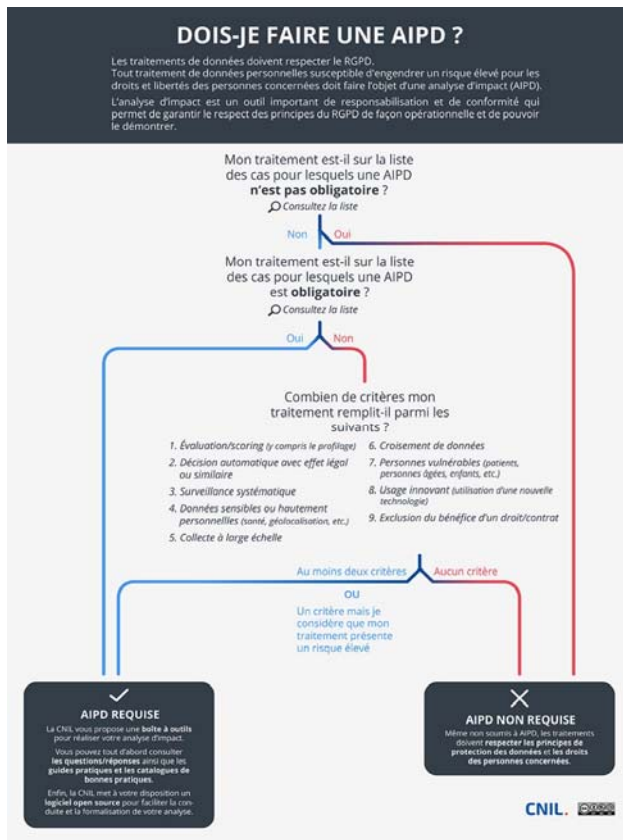 DOIS-JE FAIRE UNE AIPD ?
Les traitements de données doivent respecter le RGPD.
Tout traitement de données personnelles susceptible d'engendrer un risque élevé pour les
droits et libertés des personnes concernées doit faire l'objet d'une analyse d'impact (AIPD).
L'analyse d'impact est un outil important de responsabilisation et de conformité qui
permet de garantir le respect des principes du RGPD de façon opérationnelle et de pouvoir
le démontrer.
Mon traitement est-il sur la liste
des cas pour lesquels une AIPD
n'est pas obligatoire ?
Consultez la liste
Non
Oui
Mon traitement est-il sur la liste
des cas pour lesquels une AIPD
est obligatoire ?
Consultez la liste
Oui
Non
Combien de critères mon
traitement remplit-il parmi les
suivants ?
1. Évaluation/scoring (y compris le profilage)
2. Décision automatique avec effet légal
ou similaire
3. Surveillance systématique
4. Données sensibles ou hautement
personnellles (santé, géolocalisation, etc.)
5. Collecte à large échelle
6. Croisement de données
7. Personnes vulnérables (patients,
personnes âgées, enfants, etc.)
8. Usage innovant (utilisation d'une nouvelle
technologie)
9. Exclusion du bénéfice d'un droit/contrat
Au moins deux critères
Aucun critère
OU
Un critère mais je
considère que mon
traitement présente
un risque élevé
AIPD REQUISE
La CNIL vous propose une boîte à outils
pour réaliser votre analyse d'impact.
Vous pouvez tout d'abord consulter
les questions/réponses ainsi que les
guides pratiques et les catalogues de
bonnes pratiques.
Enfin, la CNIL met à votre disposition un
logiciel open source pour faciliter la con-
duite et la formalisation de votre analyse.
AIPD NON REQUISE
Même non soumis à AIPD, les traitements
doivent respecter les principes de
protection des données et les droits
des personnes concernées.
CNIL.